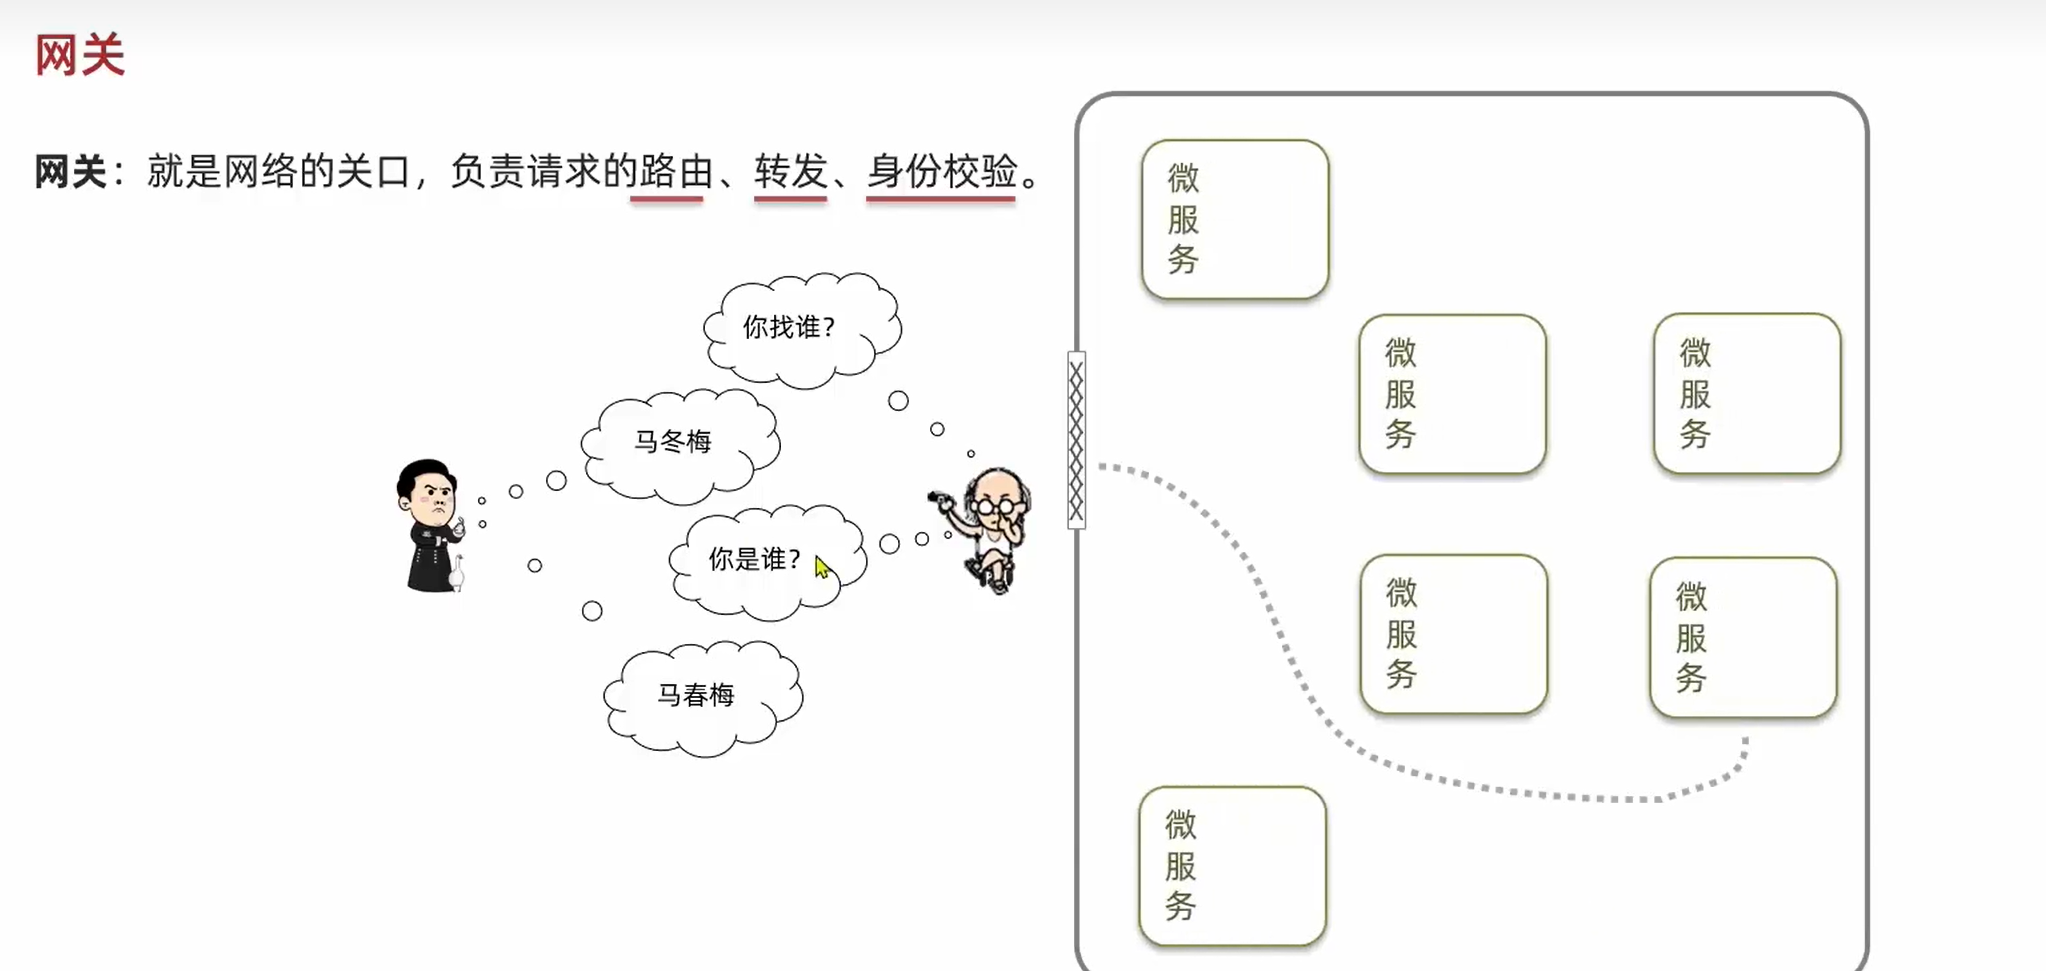 网关
网关：就是网络的关口，负责请求的路由、转发、身份校验。
你找谁？
马冬梅
你是谁？
马春梅
微
服
务
微
服
务
微
服
务
微
服
务
微
服
务
微
服
务